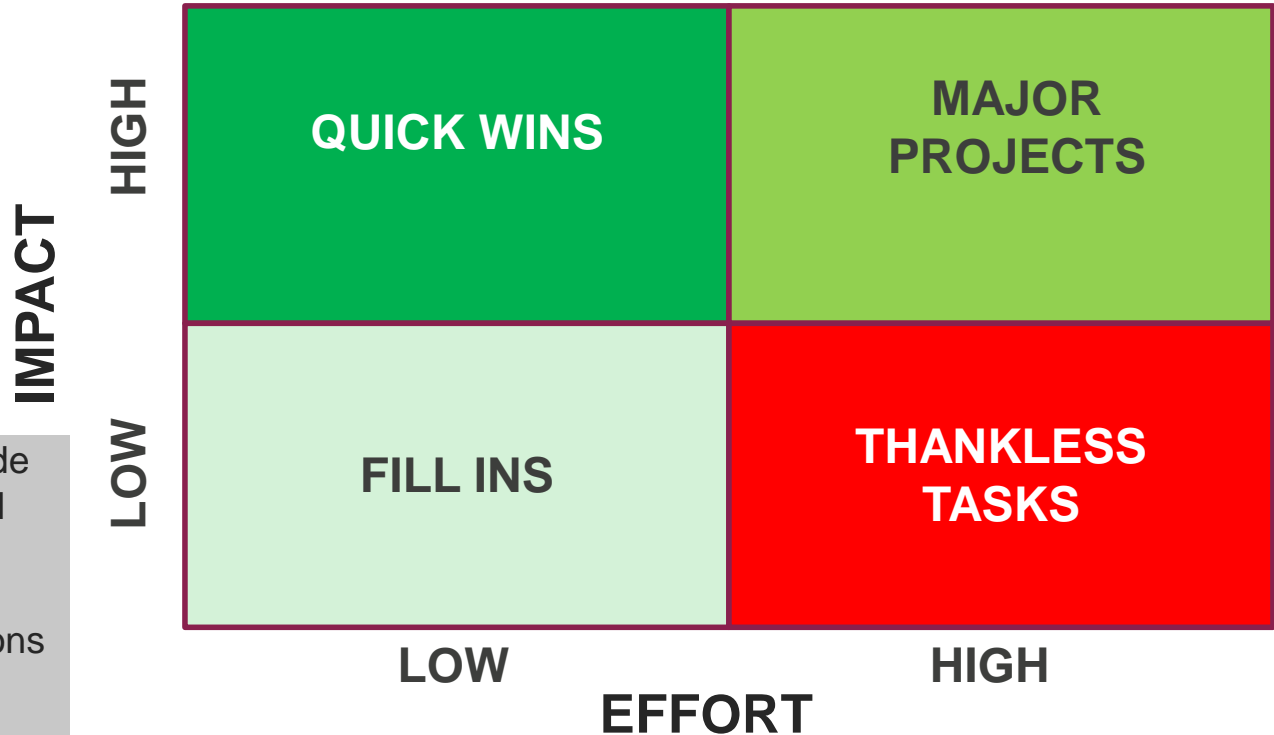 IMPACT
HIGH
QUICK WINS
MAJOR
PROJECTS
LOW
FILL INS
THANKLESS
TASKS
LOW
HIGH
EFFORT